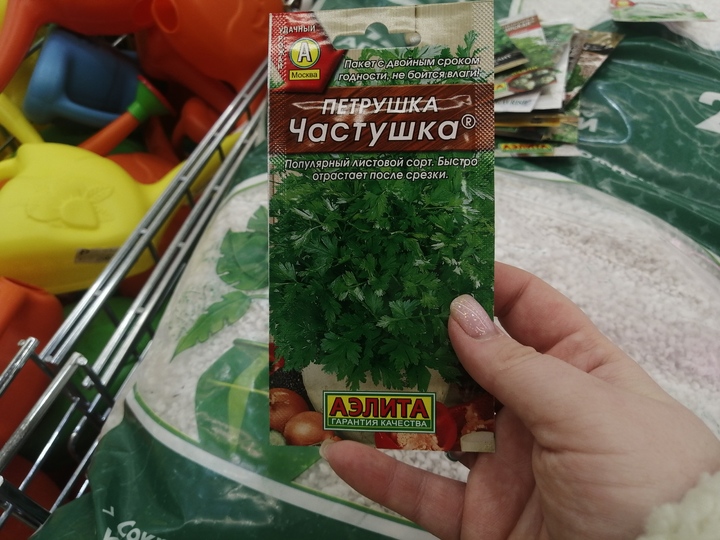 УДАЧНЫЙ
А
Москва
Пакет с двойным сроком
годности, не боится влаги!
ПЕТРУШКА
Частушка®
Популярный листовой сорт. Быстро
отрастает после срезки.
АЭЛИТА
ГАРАНТИЯ КАЧЕСТВА
АЭЛИТА